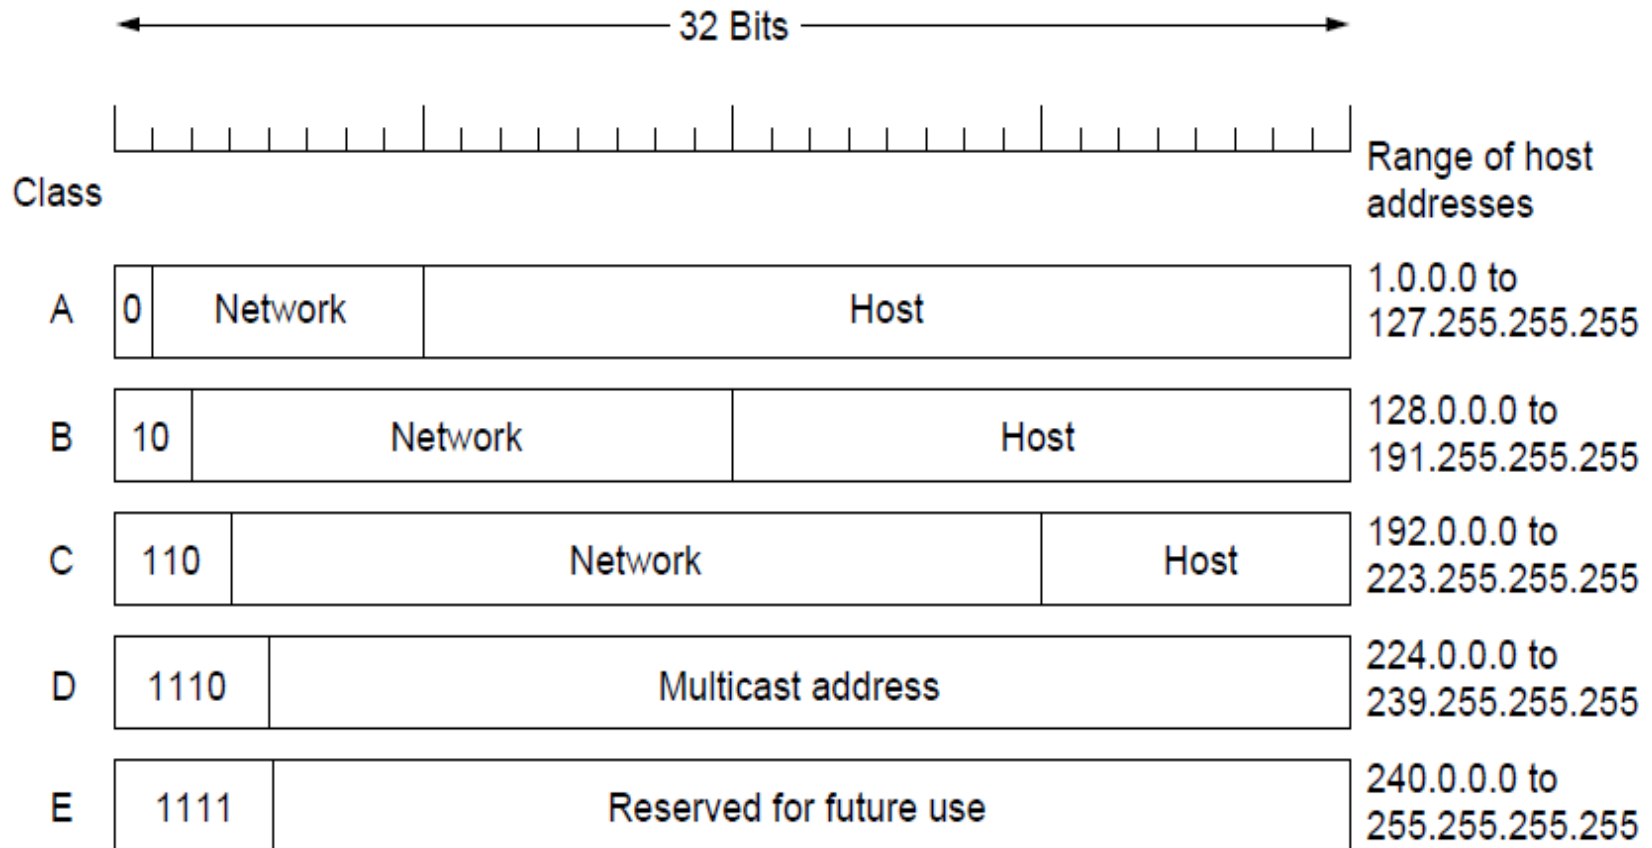 32 Bits
Range of host
addresses
Class
A 0 Network Host 1.0.0.0 to
127.255.255.255
B 10 Network Host 128.0.0.0 to
191.255.255.255
C 110 Network Host 192.0.0.0 to
223.255.255.255
D 1110 Multicast address 224.0.0.0 to
239.255.255.255
E 1111 Reserved for future use 240.0.0.0 to
255.255.255.255